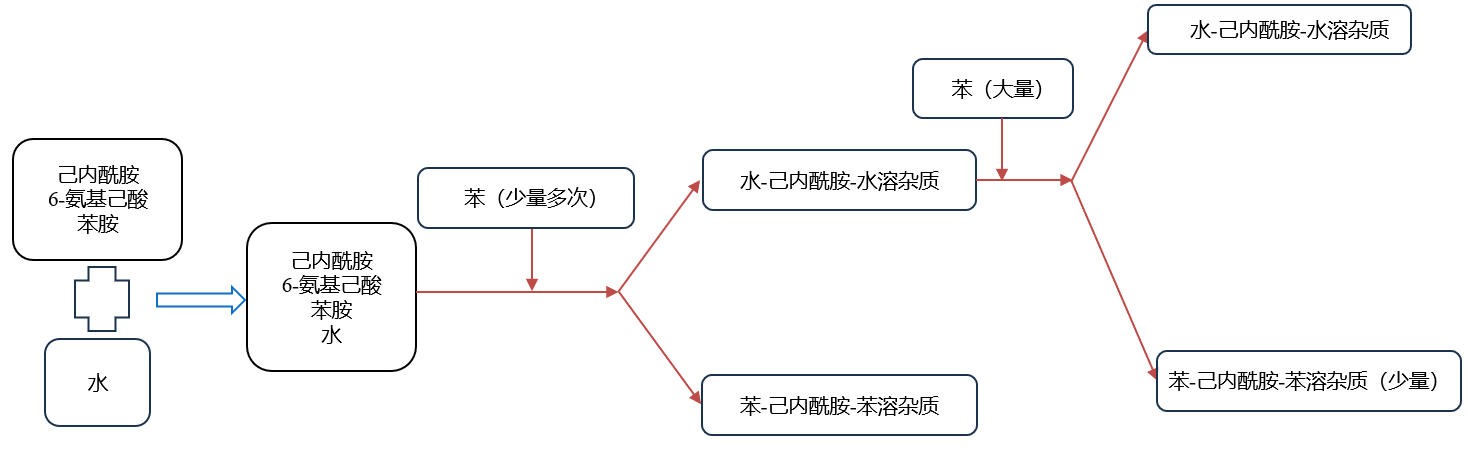 己内酰胺
6-氨基己酸
苯胺
水
己内酰胺
6-氨基己酸
苯胺
水
苯（少量多次）
水-己内酰胺-水溶杂质
苯-己内酰胺-苯溶杂质
苯（大量）
水-己内酰胺-水溶杂质
苯-己内酰胺-苯溶杂质（少量）